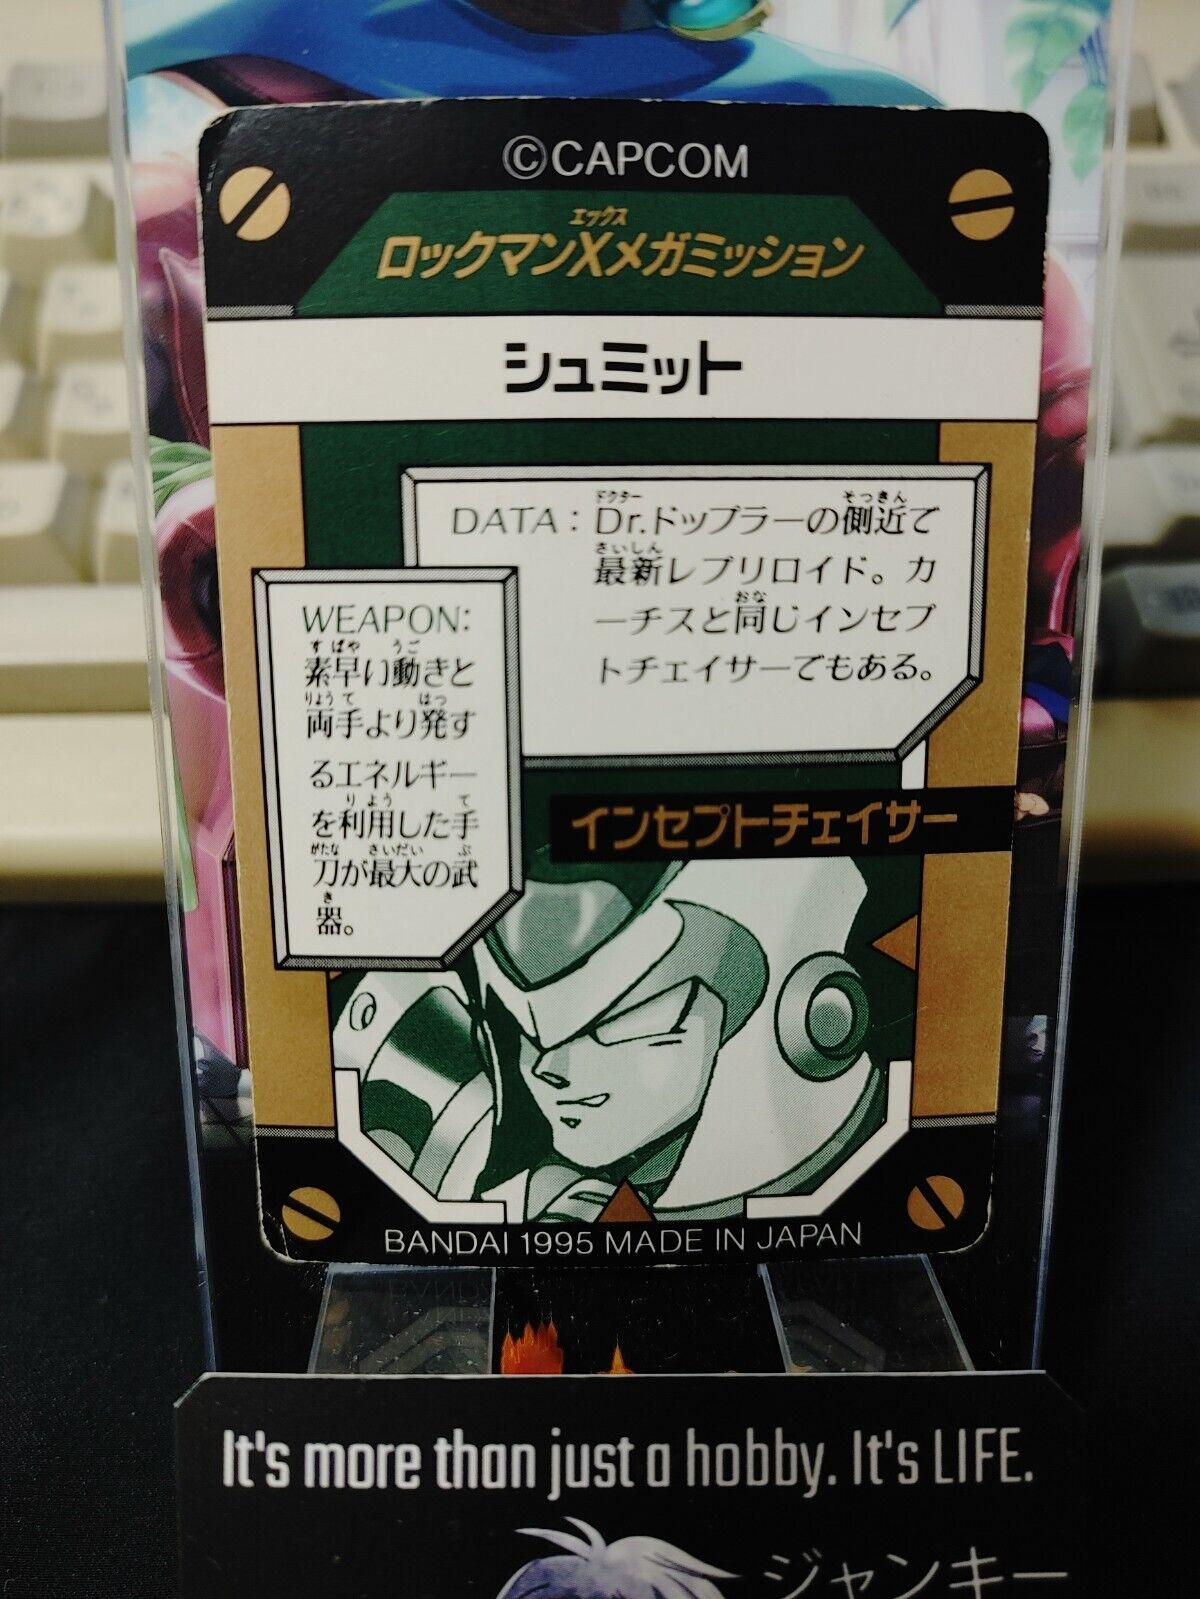 ©CAPCOM
エックス
ロックマンXメガミッション
シュミット
ドクター そっきん
DATA：Dr.ドップラーの側近で
さいしん
最新レプリロイド。カ
おな
ーチスと同じインセプ
トチェイサーでもある。
WEAPON:
す ばや うご
素早い動きと
りょう て はっ
両手より発す
るエネルギー
り よう て
を利用した手
がたな さいだい ぶ
刀が最大の武
き
器。
インセプトチェイサー
BANDAI 1995 MADE IN JAPAN
It's more than just a hobby. It's LIFE.
ジャンキー